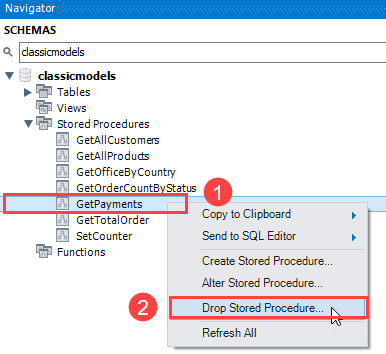 Navigator
SCHEMAS
classicmodels
classicmodels
Tables
Views
Stored Procedures
GetAllCustomers
GetAllProducts
GetOfficeByCountry
GetOrderCountByStatus
1
GetPayments
GetTotalOrder
SetCounter
Functions
Copy to Clipboard
Send to SQL Editor
Create Stored Procedure...
Alter Stored Procedure...
2
Drop Stored Procedure...
Refresh All